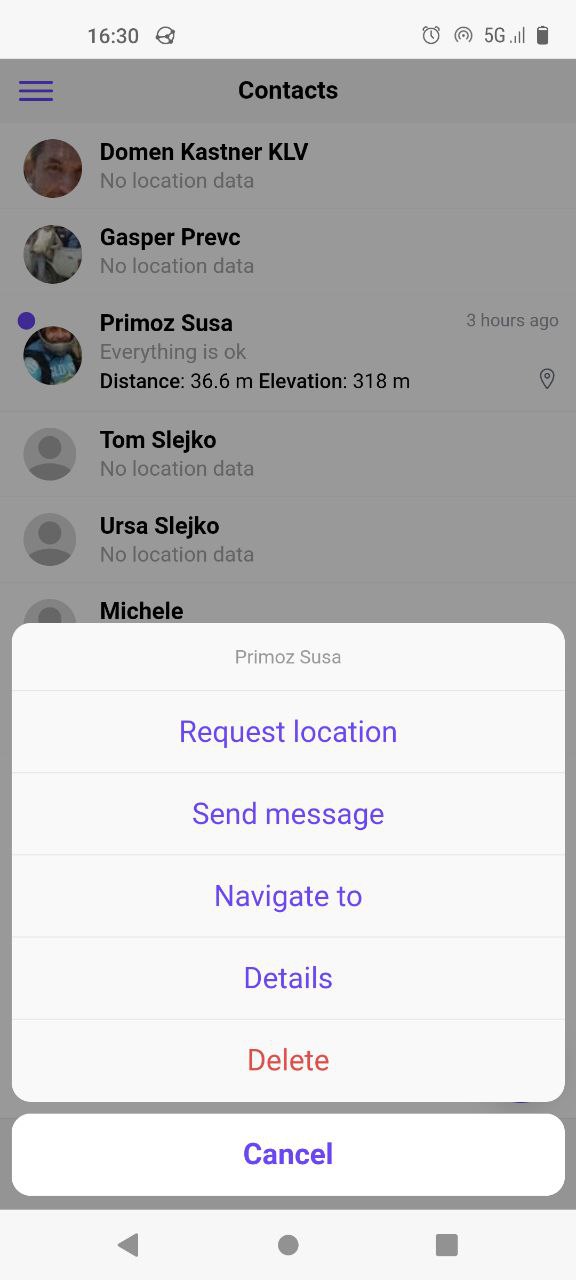 16:30 5G
Contacts
Domen Kastner KLV
No location data
Gasper Prevc
No location data
Primoz Susa 3 hours ago
Everything is ok
Distance: 36.6 m Elevation: 318 m
Tom Slejko
No location data
Ursa Slejko
No location data
Michele
Primoz Susa
Request location
Send message
Navigate to
Details
Delete
Cancel